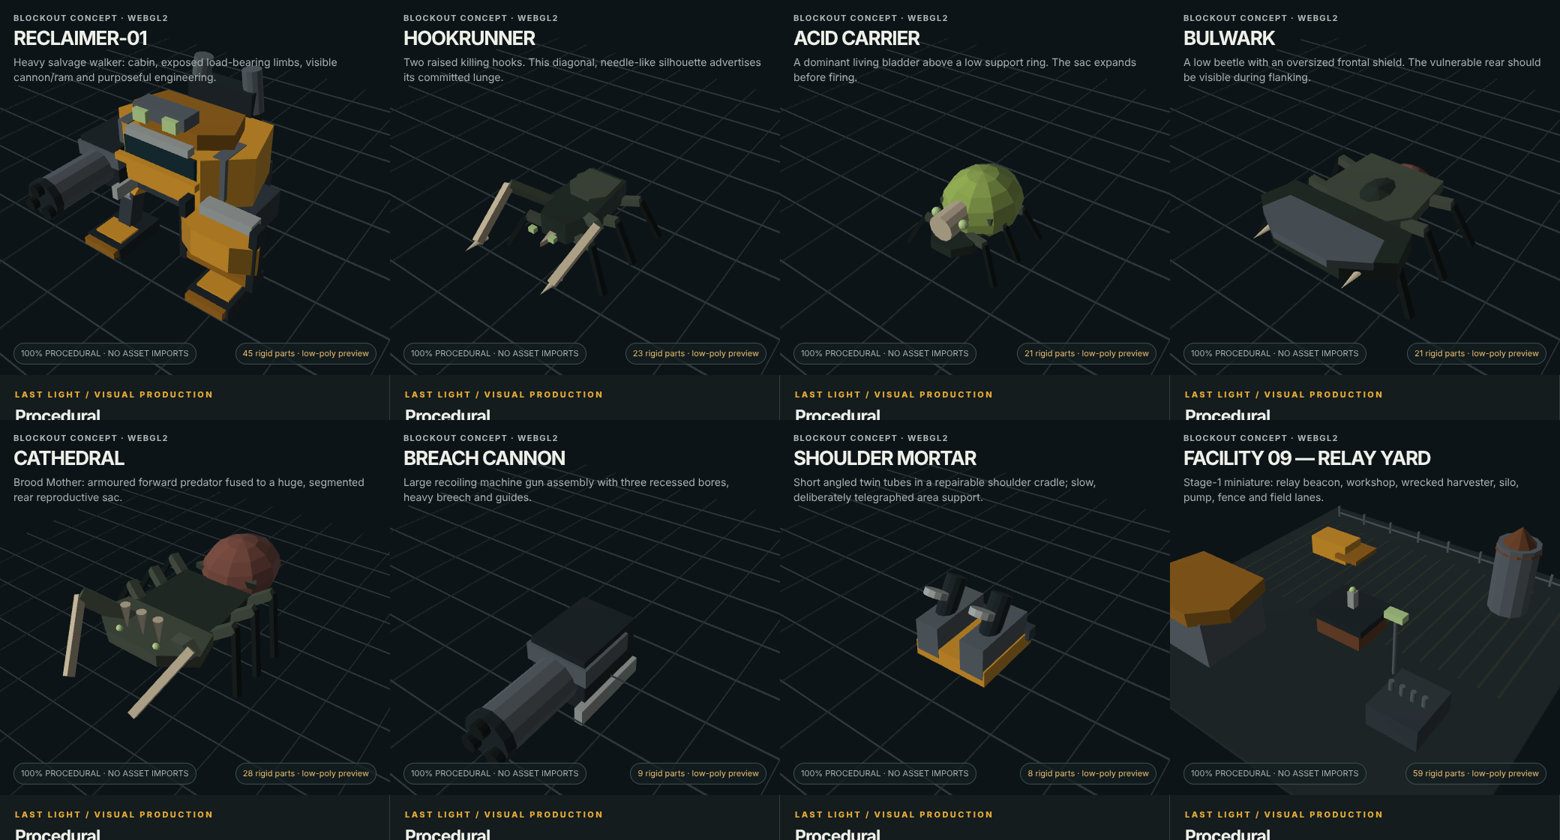 BLOCKOUT CONCEPT · WEBGL2
RECLAIMER-01
Heavy salvage walker: cabin, exposed load-bearing limbs, visible
cannon/ram and purposeful engineering.
100% PROCEDURAL · NO ASSET IMPORTS
45 rigid parts · low-poly preview
LAST LIGHT / VISUAL PRODUCTION
Procedural
BLOCKOUT CONCEPT · WEBGL2
HOOKRUNNER
Two raised killing hooks. This diagonal, needle-like silhouette advertises
its committed lunge.
100% PROCEDURAL · NO ASSET IMPORTS
23 rigid parts · low-poly preview
LAST LIGHT / VISUAL PRODUCTION
Procedural
BLOCKOUT CONCEPT · WEBGL2
ACID CARRIER
A dominant living bladder above a low support ring. The sac expands
before firing.
100% PROCEDURAL · NO ASSET IMPORTS
21 rigid parts · low-poly preview
LAST LIGHT / VISUAL PRODUCTION
Procedural
BLOCKOUT CONCEPT · WEBGL2
BULWARK
A low beetle with an oversized frontal shield. The vulnerable rear should
be visible during flanking.
100% PROCEDURAL · NO ASSET IMPORTS
21 rigid parts · low-poly preview
LAST LIGHT / VISUAL PRODUCTION
Procedural
BLOCKOUT CONCEPT · WEBGL2
CATHEDRAL
Brood Mother: armoured forward predator fused to a huge, segmented
rear reproductive sac.
100% PROCEDURAL · NO ASSET IMPORTS
28 rigid parts · low-poly preview
LAST LIGHT / VISUAL PRODUCTION
Procedural
BLOCKOUT CONCEPT · WEBGL2
BREACH CANNON
Large recoiling machine gun assembly with three recessed bores,
heavy breech and guides.
100% PROCEDURAL · NO ASSET IMPORTS
9 rigid parts · low-poly preview
LAST LIGHT / VISUAL PRODUCTION
Procedural
BLOCKOUT CONCEPT · WEBGL2
SHOULDER MORTAR
Short angled twin tubes in a repairable shoulder cradle; slow,
deliberately telegraphed area support.
100% PROCEDURAL · NO ASSET IMPORTS
8 rigid parts · low-poly preview
LAST LIGHT / VISUAL PRODUCTION
Procedural
BLOCKOUT CONCEPT · WEBGL2
FACILITY 09 — RELAY YARD
Stage-1 miniature: relay beacon, workshop, wrecked harvester, silo,
pump, fence and field lanes.
100% PROCEDURAL · NO ASSET IMPORTS
59 rigid parts · low-poly preview
LAST LIGHT / VISUAL PRODUCTION
Procedural